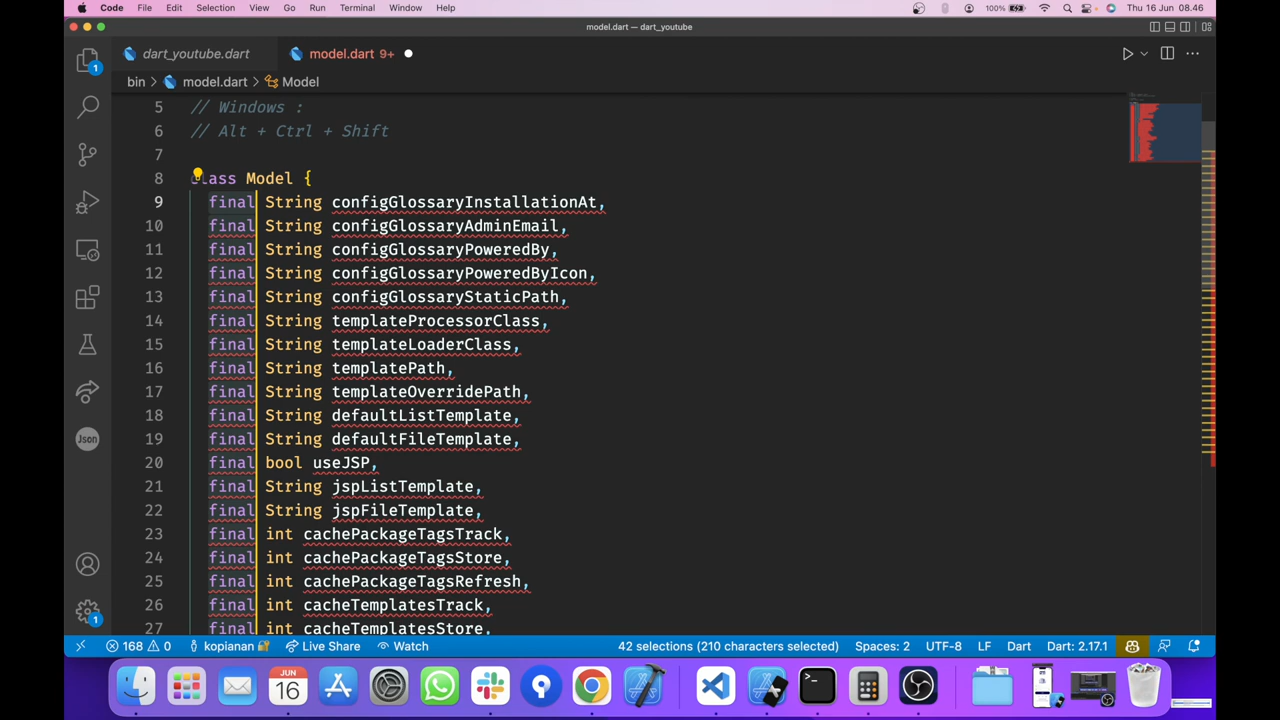 Code File Edit Selection View Go Run Terminal Window Help 100% Thu 16 Jun 08.46
model.dart — dart_youtube
dart_youtube.dart model.dart 9+
bin > model.dart > Model
5 // Windows :
6 // Alt + Ctrl + Shift
7
8 class Model {
9 final String configGlossaryInstallationAt,
10 final String configGlossaryAdminEmail,
11 final String configGlossaryPoweredBy,
12 final String configGlossaryPoweredByIcon,
13 final String configGlossaryStaticPath,
14 final String templateProcessorClass,
15 final String templateLoaderClass,
16 final String templatePath,
17 final String templateOverridePath,
18 final String defaultListTemplate,
19 final String defaultFileTemplate,
20 final bool useJSP,
21 final String jspListTemplate,
22 final String jspFileTemplate,
23 final int cachePackageTagsTrack,
24 final int cachePackageTagsStore,
25 final int cachePackageTagsRefresh,
26 final int cacheTemplatesTrack,
27 final int cacheTemplatesStore,
1
Json
1
168 0 kopianan Live Share Watch 42 selections (210 characters selected) Spaces: 2 UTF-8 LF Dart Dart: 2.17.1
JUN
16